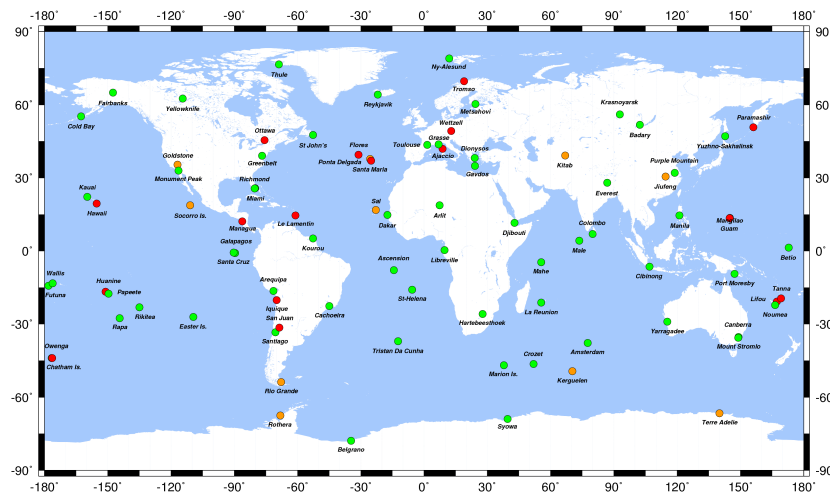 -180° -150° -120° -90° -60° -30° 0° 30° 60° 90° 120° 150° 180°
90° 90°
Ny-Alesund
Thule
Tromso
Fairbanks
Yellowknife
Reykjavik
Metsahovi
Krasnoyarsk
60° 60°
Cold Bay
Ottawa
St John's
Wettzell
Badary
Paramashir
Goldstone
Greenbelt
Flores
Ponta Delgada
Santa Maria
Toulouse
Grasse
Ajaccio
Dionysos
Gavdos
Kitab
Purple Mountain
Jiufeng
Yuzhno-Sakhalinsk
30° 30°
Monument Peak
Richmond
Miami
Everest
Kauai
Hawaii
Socorro Is.
Managua
Le Lamentin
Sal
Dakar
Arlit
Djibouti
Colombo
Male
Manila
Mangilao
Guam
0° 0°
Galapagos
Santa Cruz
Kourou
Libreville
Betio
Wallis
Futuna
Huanine
Papeete
Arequipa
Ascension
St-Helena
Mahe
Cibinong
Port Moresby
Rapa
Rikitea
Easter Is.
Iquique
San Juan
Santiago
Cachoeira
Hartebeesthoek
La Reunion
Yarragadee
Lifou
Tanna
Noumea
-30° -30°
Owenga
Chatham Is.
Tristan Da Cunha
Marion Is.
Crozet
Amsterdam
Kerguelen
Canberra
Mount Stromlo
Rio Grande
-60° -60°
Rothera
Belgrano
Syowa
Terre Adelie
-90° -90°
-180° -150° -120° -90° -60° -30° 0° 30° 60° 90° 120° 150° 180°